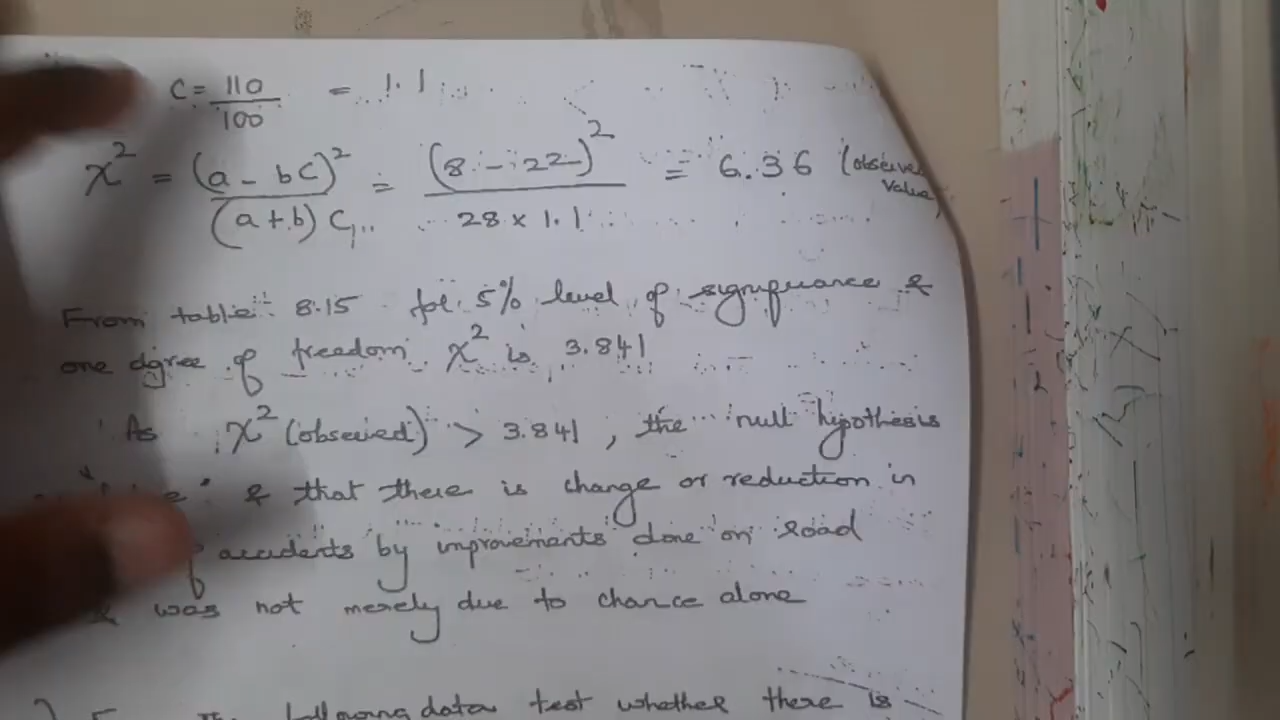 C = 110 / 100 = 1.1
χ² = (a - bC)² / (a + b) C = (8 - 22)² / 28 x 1.1 = 6.36 (observed value)
From table 8.15 for 5% level of significance &
one dgree of freedom χ² is 3.841
As χ² (observed) > 3.841, the null hypothesis
& that there is change or reduction in
accidents by improvements done on road
& was not merely due to chance alone
following data test whether there is